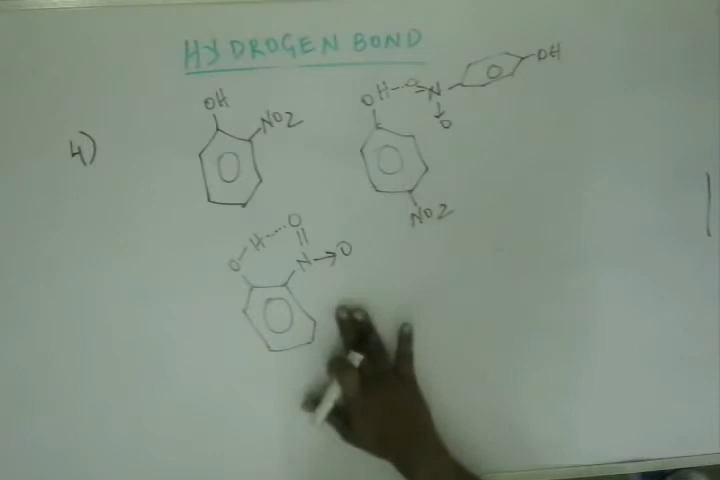 HYDROGEN BOND
4)
OH
NO2
OH---O=N-OH
O
NO2
O-H---O
N→O